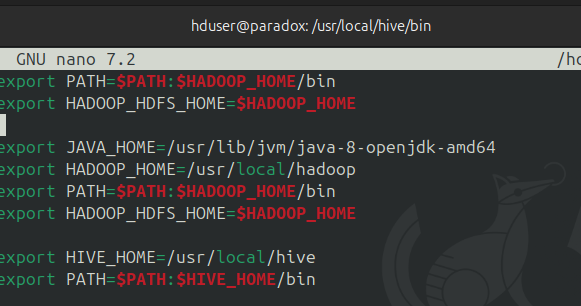 hduser@paradox: /usr/local/hive/bin
GNU nano 7.2 /ho
export PATH=$PATH:$HADOOP_HOME/bin
export HADOOP_HDFS_HOME=$HADOOP_HOME
export JAVA_HOME=/usr/lib/jvm/java-8-openjdk-amd64
export HADOOP_HOME=/usr/local/hadoop
export PATH=$PATH:$HADOOP_HOME/bin
export HADOOP_HDFS_HOME=$HADOOP_HOME
export HIVE_HOME=/usr/local/hive
export PATH=$PATH:$HIVE_HOME/bin